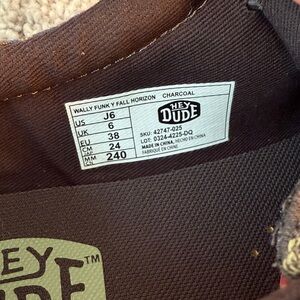 WALLY FUNK Y FALL HORIZON CHARCOAL
US J6
UK 6
EU 38
CM 24
MM 240
HEY
DUDE
SKU: 42747-025
LOT: 0324-4225-DQ
MADE IN CHINA, HECHO EN CHINA
FABRIQUÉ EN CHINE
HEY
DUDE™